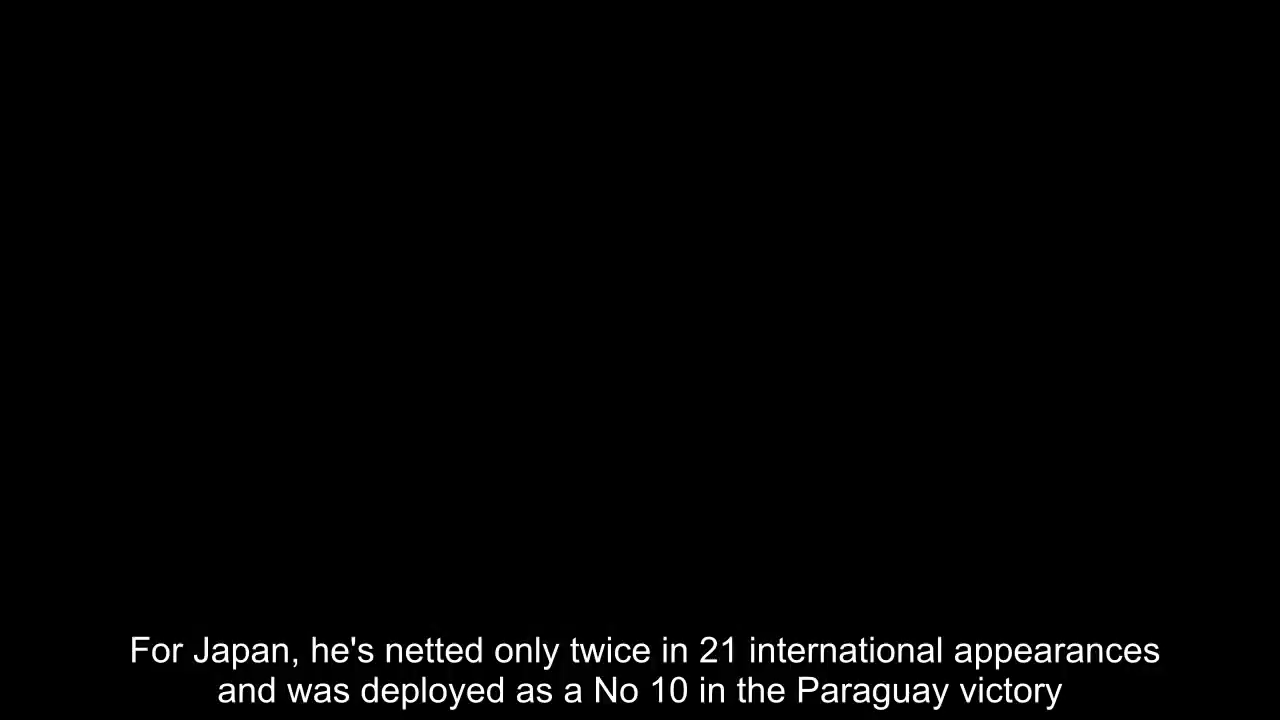 For Japan, he's netted only twice in 21 international appearances
and was deployed as a No 10 in the Paraguay victory